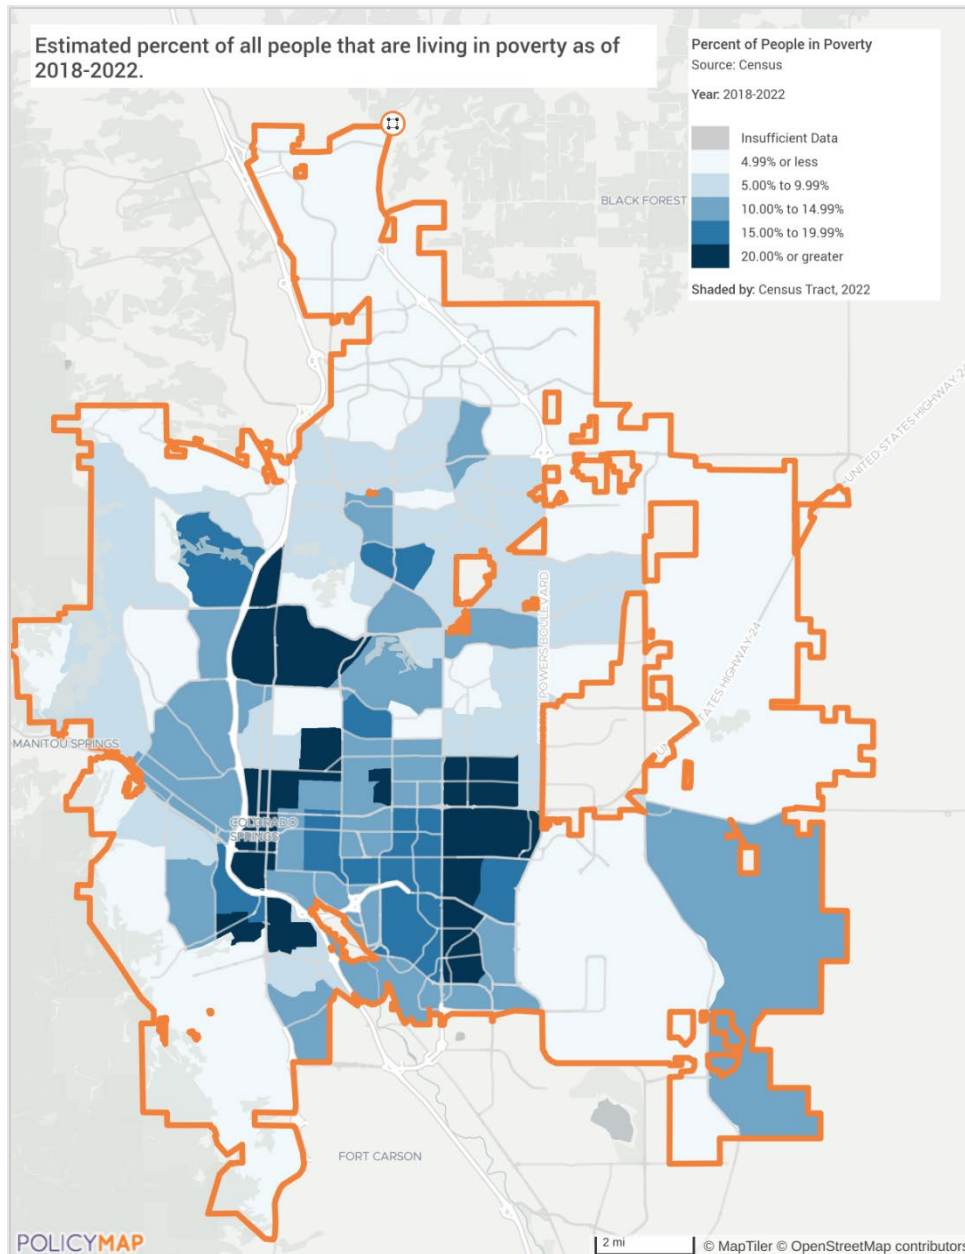 Estimated percent of all people that are living in poverty as of
2018-2022.
Percent of People in Poverty
Source: Census
Year: 2018-2022
Insufficient Data
4.99% or less
5.00% to 9.99%
10.00% to 14.99%
15.00% to 19.99%
20.00% or greater
Shaded by: Census Tract, 2022
BLACK FOREST
UNITED STATES HIGHWAY 24
POWERS BOULEVARD
STATES HIGHWAY 24
MANITOU SPRINGS
COLORADO
SPRINGS
FORT CARSON
POLICYMAP
2 mi
© MapTiler © OpenStreetMap contributors